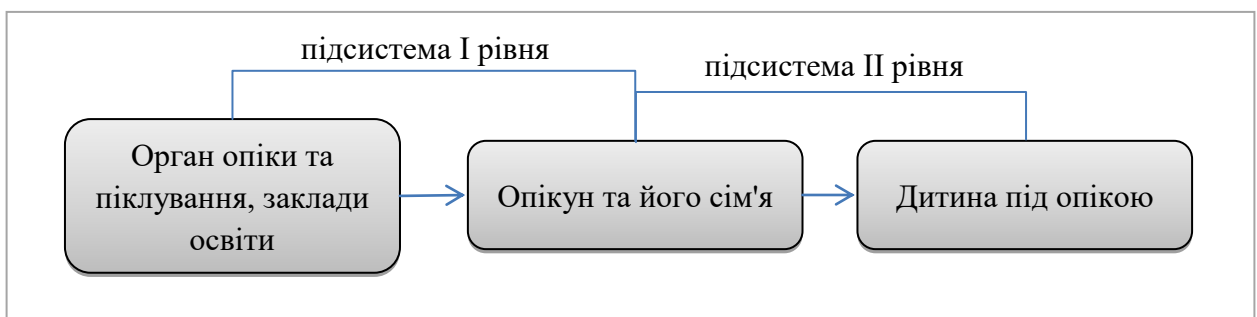 підсистема І рівня
підсистема ІІ рівня
Орган опіки та
піклування, заклади
освіти
Опікун та його сім'я
Дитина під опікою